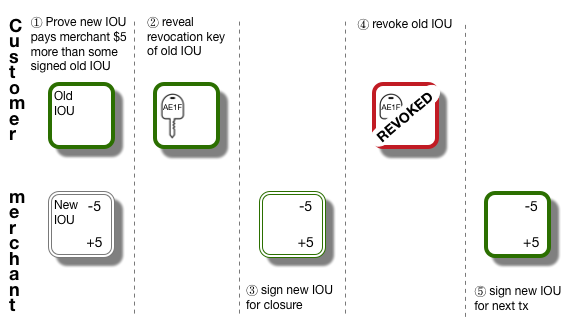 Customer
① Prove new IOU
pays merchant $5
more than some
signed old IOU
② reveal
revocation key
of old IOU
④ revoke old IOU
Old
IOU
AE1F
AE1F
REVOKED
merchant
New
IOU
-5
+5
-5
+5
-5
+5
③ sign new IOU
for closure
⑤ sign new IOU
for next tx